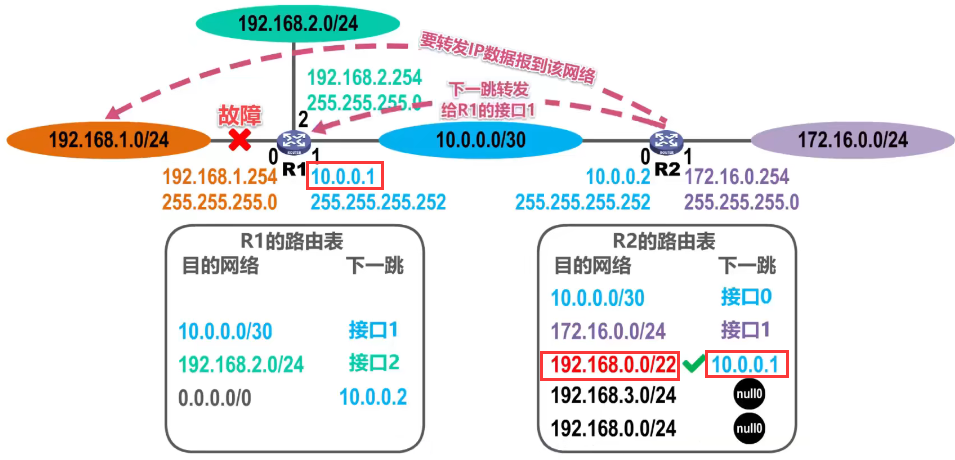 192.168.2.0/24
要转发IP数据报到该网络
192.168.2.254
255.255.255.0
下一跳转发
给R1的接口1
故障
2
192.168.1.0/24
10.0.0.0/30
172.16.0.0/24
0
R1
1
0
R2
1
192.168.1.254
255.255.255.0
10.0.0.1
255.255.255.252
10.0.0.2
255.255.255.252
172.16.0.254
255.255.255.0
R1的路由表
目的网络 下一跳
10.0.0.0/30 接口1
192.168.2.0/24 接口2
0.0.0.0/0 10.0.0.2
R2的路由表
目的网络 下一跳
10.0.0.0/30 接口0
172.16.0.0/24 接口1
192.168.0.0/22 10.0.0.1
192.168.3.0/24 null0
192.168.0.0/24 null0